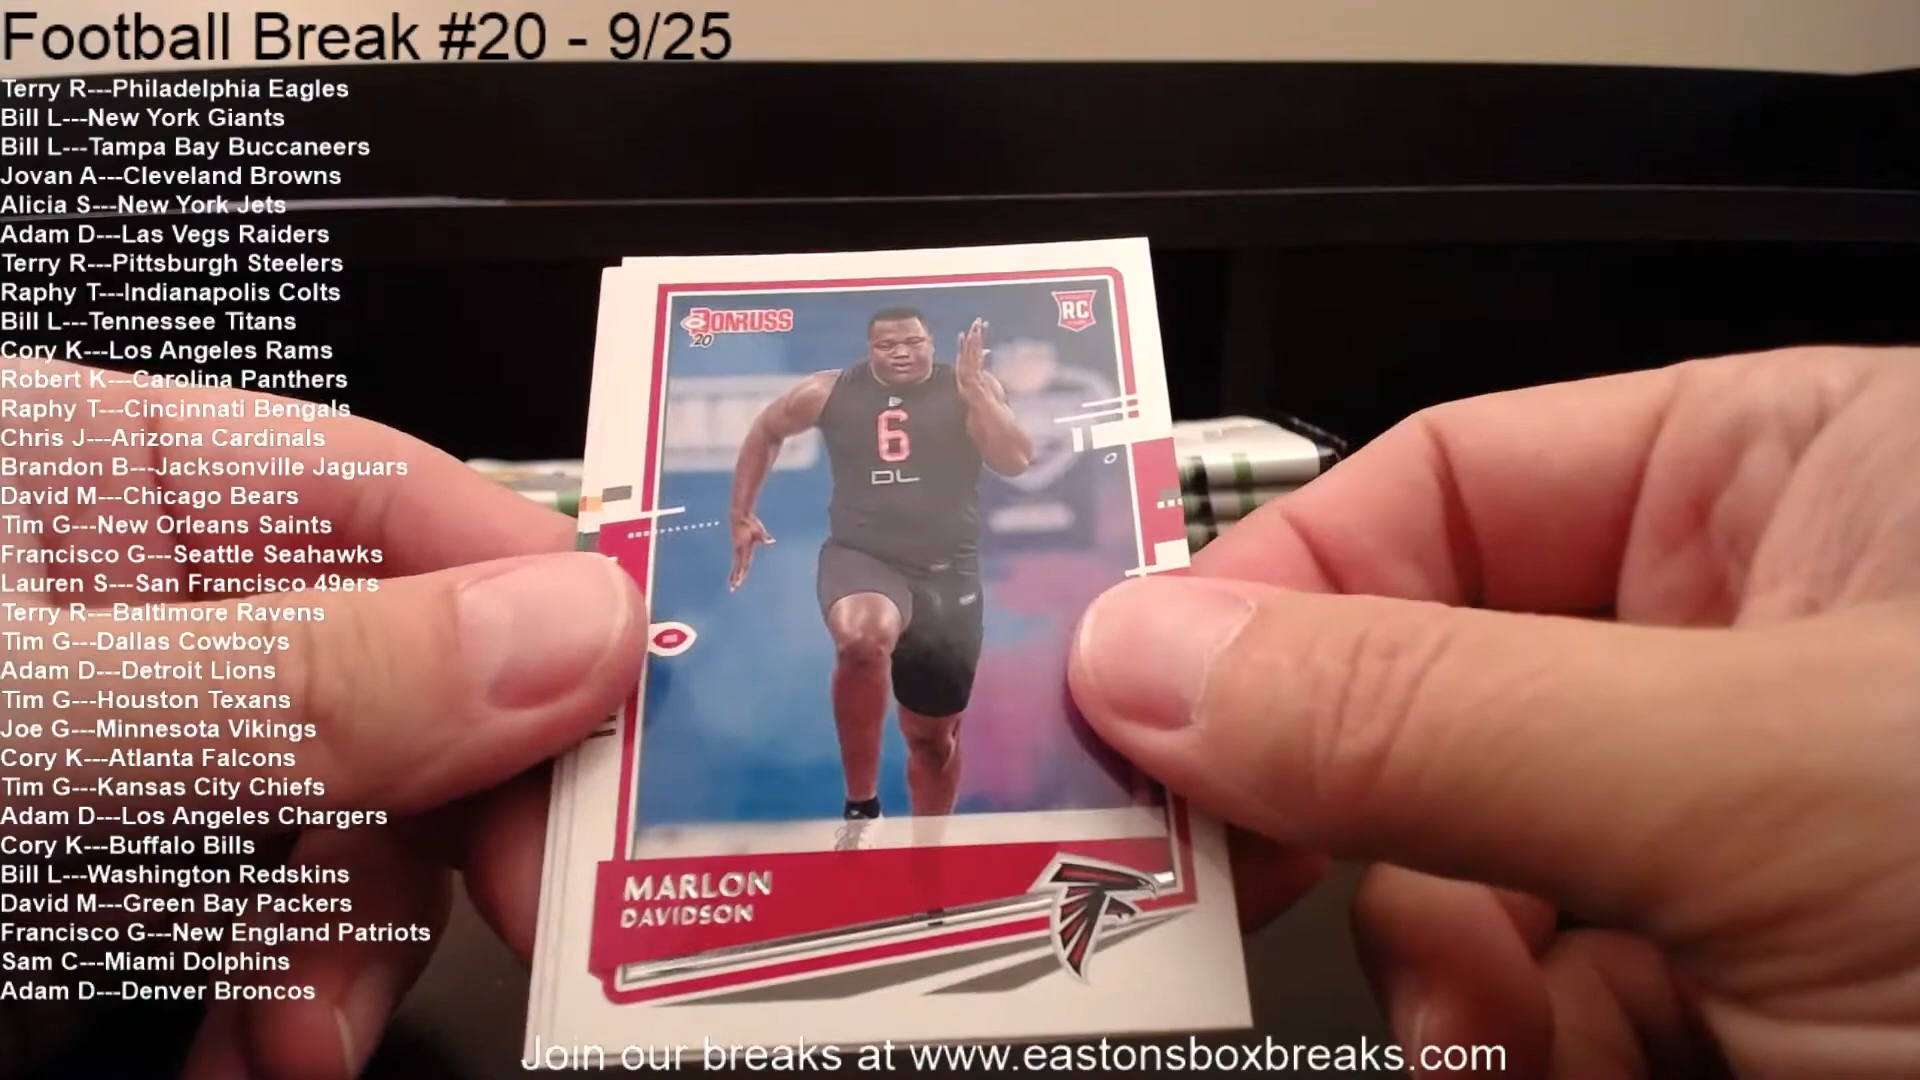 Football Break #20 - 9/25
Terry R---Philadelphia Eagles
Bill L---New York Giants
Bill L---Tampa Bay Buccaneers
Jovan A---Cleveland Browns
Alicia S---New York Jets
Adam D---Las Vegs Raiders
Terry R---Pittsburgh Steelers
Raphy T---Indianapolis Colts
Bill L---Tennessee Titans
Cory K---Los Angeles Rams
Robert K---Carolina Panthers
Raphy T---Cincinnati Bengals
Chris J---Arizona Cardinals
Brandon B---Jacksonville Jaguars
David M---Chicago Bears
Tim G---New Orleans Saints
Francisco G---Seattle Seahawks
Lauren S---San Francisco 49ers
Terry R---Baltimore Ravens
Tim G---Dallas Cowboys
Adam D---Detroit Lions
Tim G---Houston Texans
Joe G---Minnesota Vikings
Cory K---Atlanta Falcons
Tim G---Kansas City Chiefs
Adam D---Los Angeles Chargers
Cory K---Buffalo Bills
Bill L---Washington Redskins
David M---Green Bay Packers
Francisco G---New England Patriots
Sam C---Miami Dolphins
Adam D---Denver Broncos
DONRUSS
20
RC
6
DL
MARLON
DAVIDSON
Join our breaks at www.eastonsboxbreaks.com